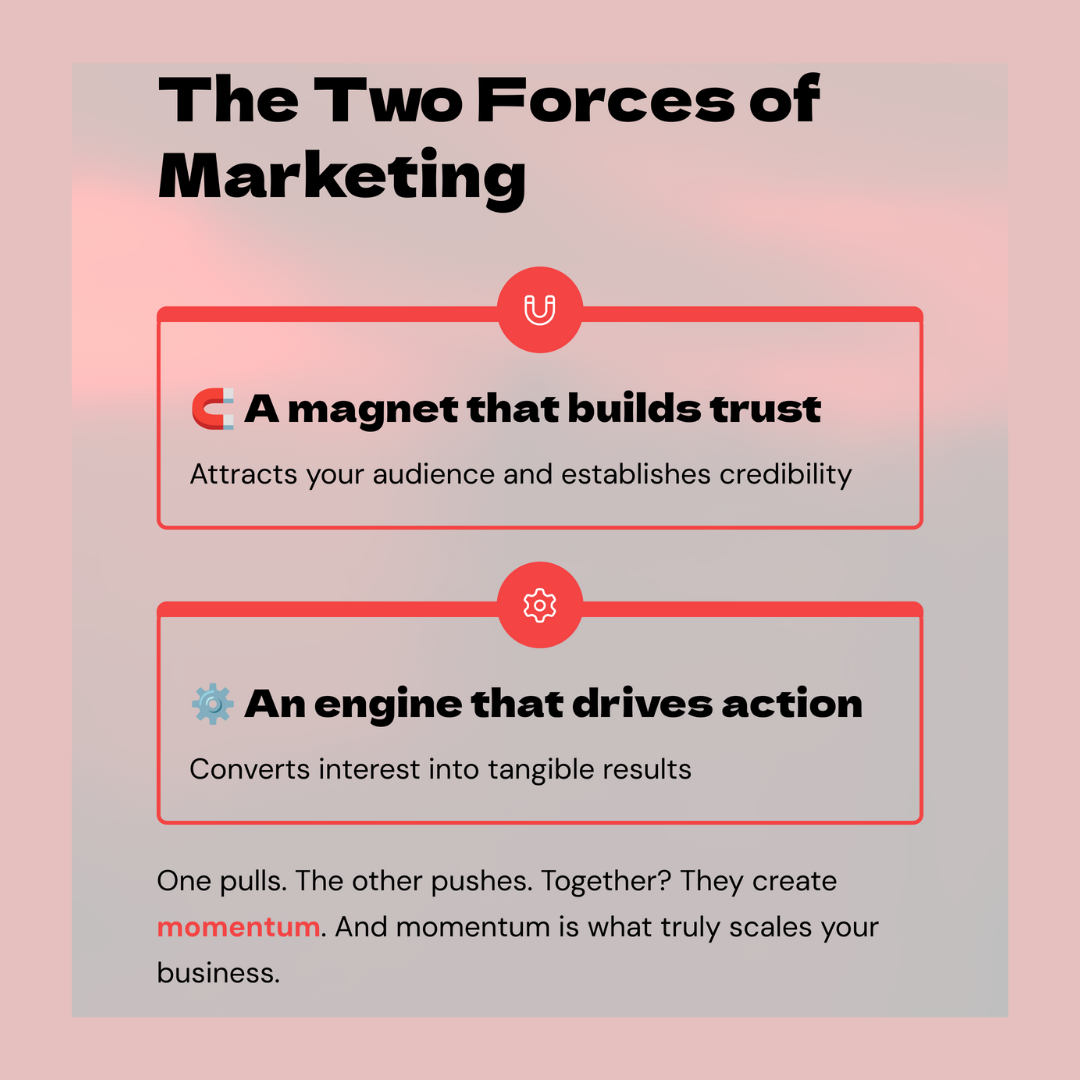 The Two Forces of
Marketing
🧲 A magnet that builds trust
Attracts your audience and establishes credibility
⚙️ An engine that drives action
Converts interest into tangible results
One pulls. The other pushes. Together? They create
momentum. And momentum is what truly scales your
business.